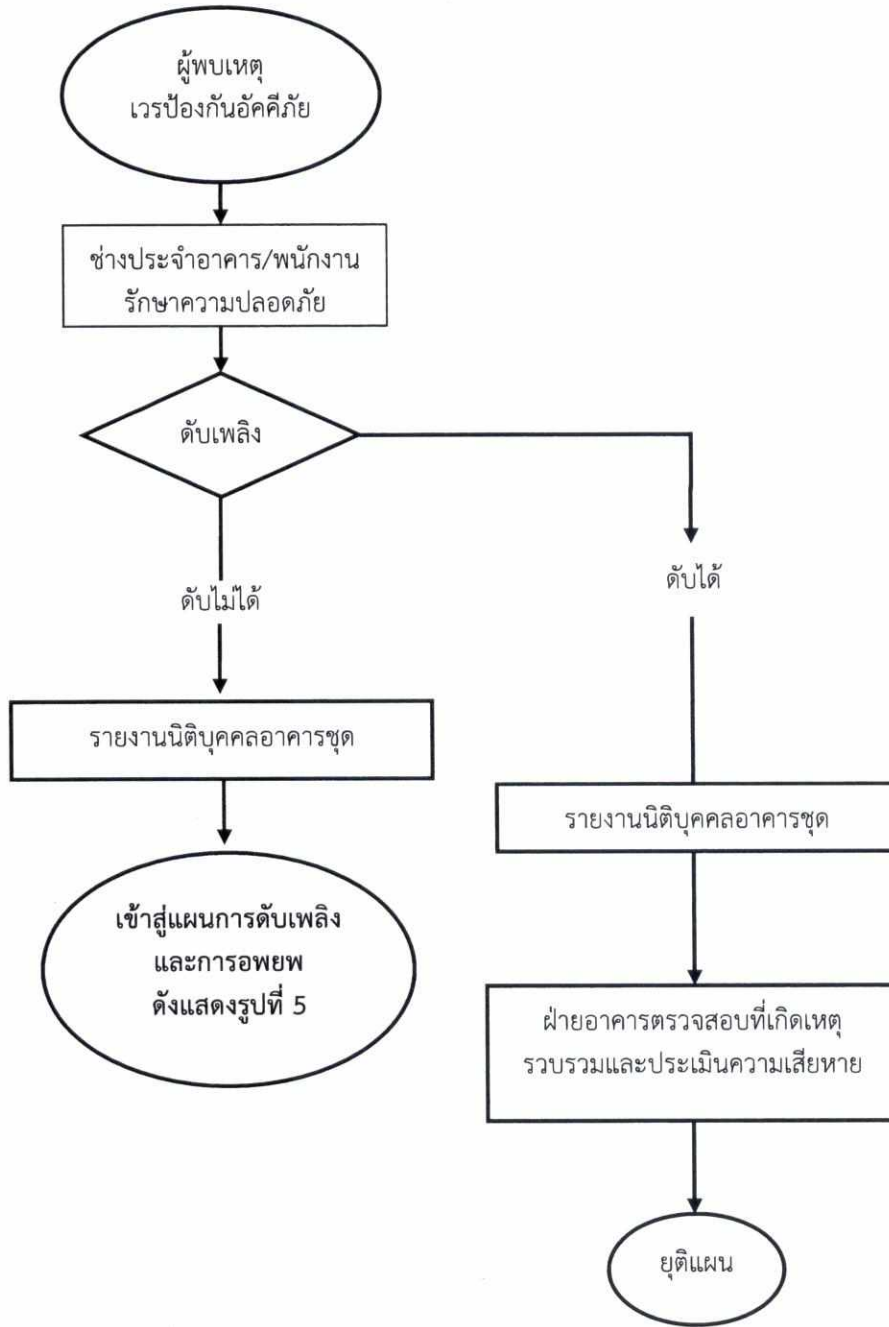 ผู้พบเหตุ
เวรป้องกันอัคคีภัย
ช่างประจำอาคาร/พนักงาน
รักษาความปลอดภัย
ดับเพลิง
ดับไม่ได้
รายงานนิติบุคคลอาคารชุด
เข้าสู่แผนการดับเพลิง
และการอพยพ
ดังแสดงรูปที่ 5
ดับได้
รายงานนิติบุคคลอาคารชุด
ฝ่ายอาคารตรวจสอบที่เกิดเหตุ
รวบรวมและประเมินความเสียหาย
ยุติแผน